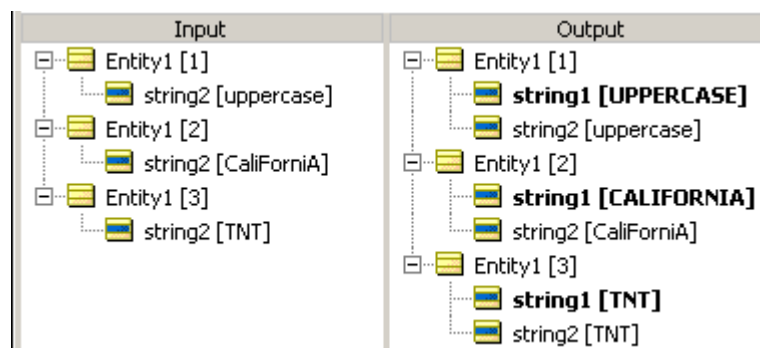 Input
Entity1 [1]
string2 [uppercase]
Entity1 [2]
string2 [CaliForniA]
Entity1 [3]
string2 [TNT]
Output
Entity1 [1]
string1 [UPPERCASE]
string2 [uppercase]
Entity1 [2]
string1 [CALIFORNIA]
string2 [CaliForniA]
Entity1 [3]
string1 [TNT]
string2 [TNT]